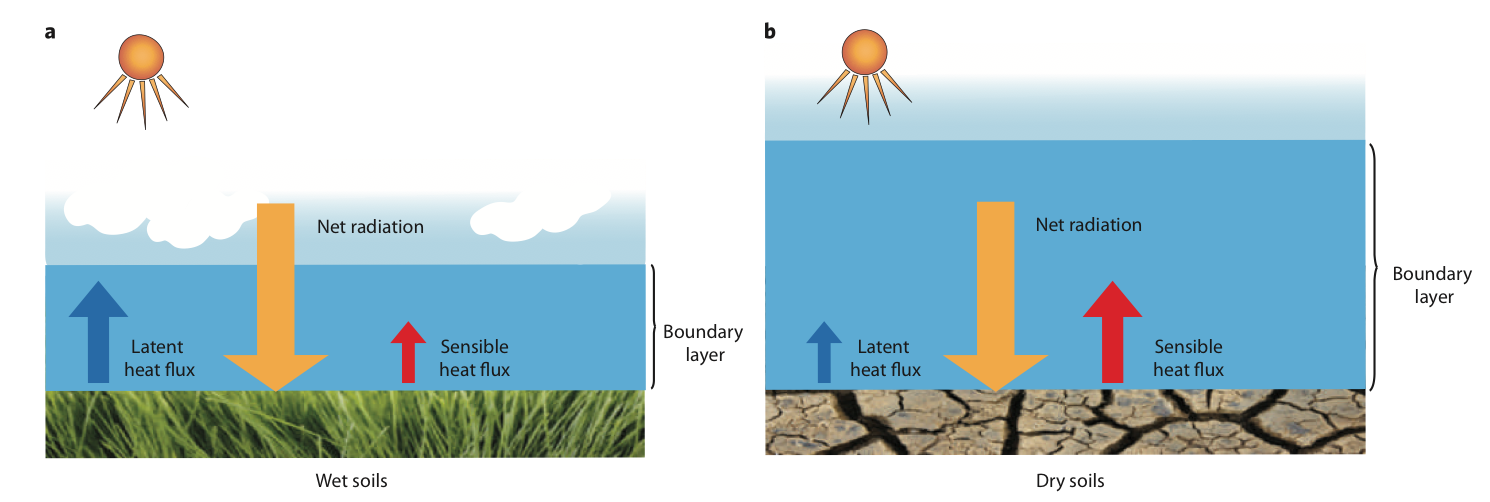 a
Net radiation
Latent
heat flux
Sensible
heat flux
Boundary
layer
Wet soils
b
Net radiation
Latent
heat flux
Sensible
heat flux
Boundary
layer
Dry soils